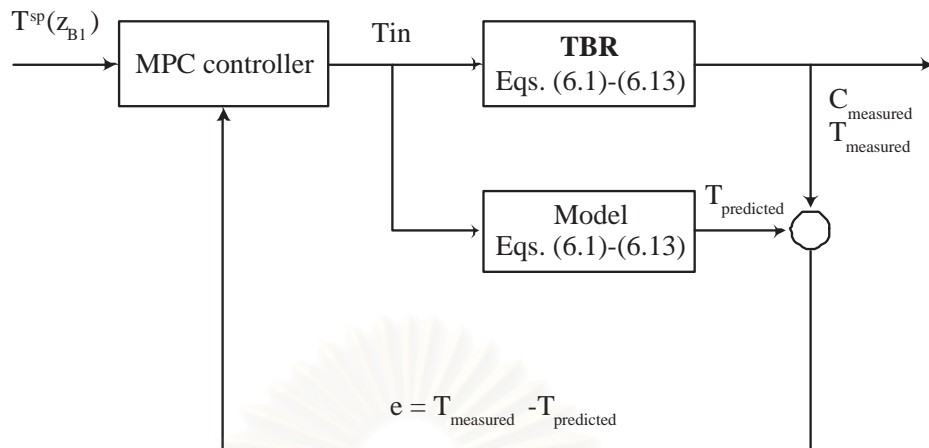 T^sp(z_B1)
MPC controller
Tin
TBR
Eqs. (6.1)-(6.13)
C_measured
T_measured
Model
Eqs. (6.1)-(6.13)
T_predicted
e = T_measured -T_predicted